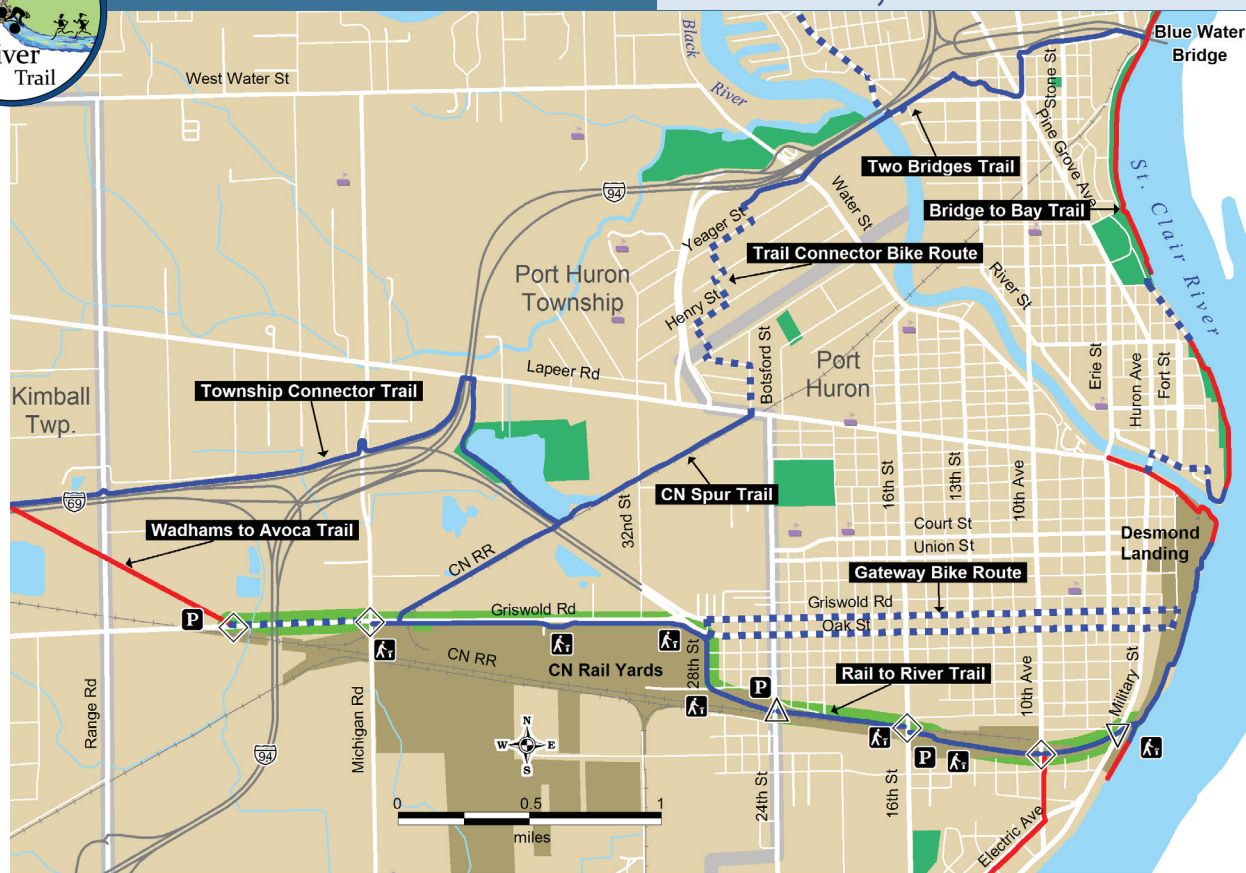 Trail
West Water St
Black
River
Stone St
Blue Water
Bridge
Pine Grove Ave
Two Bridges Trail
94
Water St
Bridge to Bay Trail
St. Clair River
Yeager St
Trail Connector Bike Route
Port Huron
Township
River St
Henry St
Botsford St
Port
Huron
Erie St
Huron Ave
Fort St
Lapeer Rd
Kimball
Twp.
Township Connector Trail
69
CN Spur Trail
32nd St
16th St
13th St
10th Ave
Wadhams to Avoca Trail
CN RR
Court St
Union St
Desmond
Landing
Gateway Bike Route
P
Griswold Rd
Griswold Rd
Oak St
CN RR
CN Rail Yards
28th St
P
Rail to River Trail
10th Ave
Military St
Range Rd
Michigan Rd
N
W E
S
94
24th St
16th St
P
0 0.5 1
miles
Electric Ave